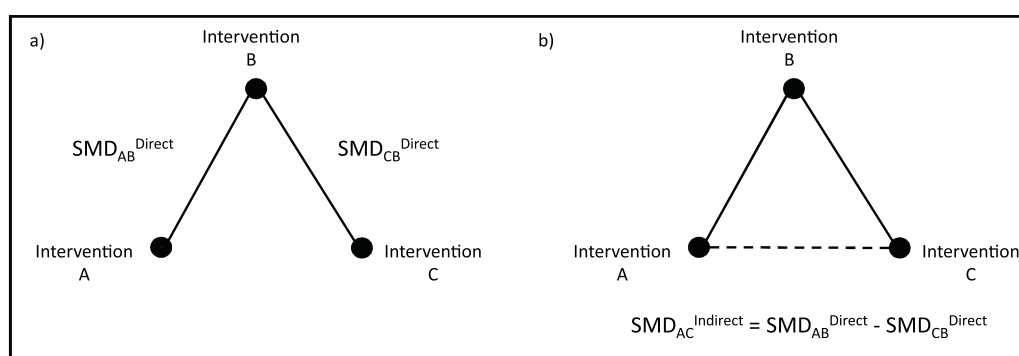 a)
Intervention
B
SMD_AB^Direct
SMD_CB^Direct
Intervention
A
Intervention
C
b)
Intervention
B
Intervention
A
Intervention
C
SMD_AC^Indirect = SMD_AB^Direct - SMD_CB^Direct